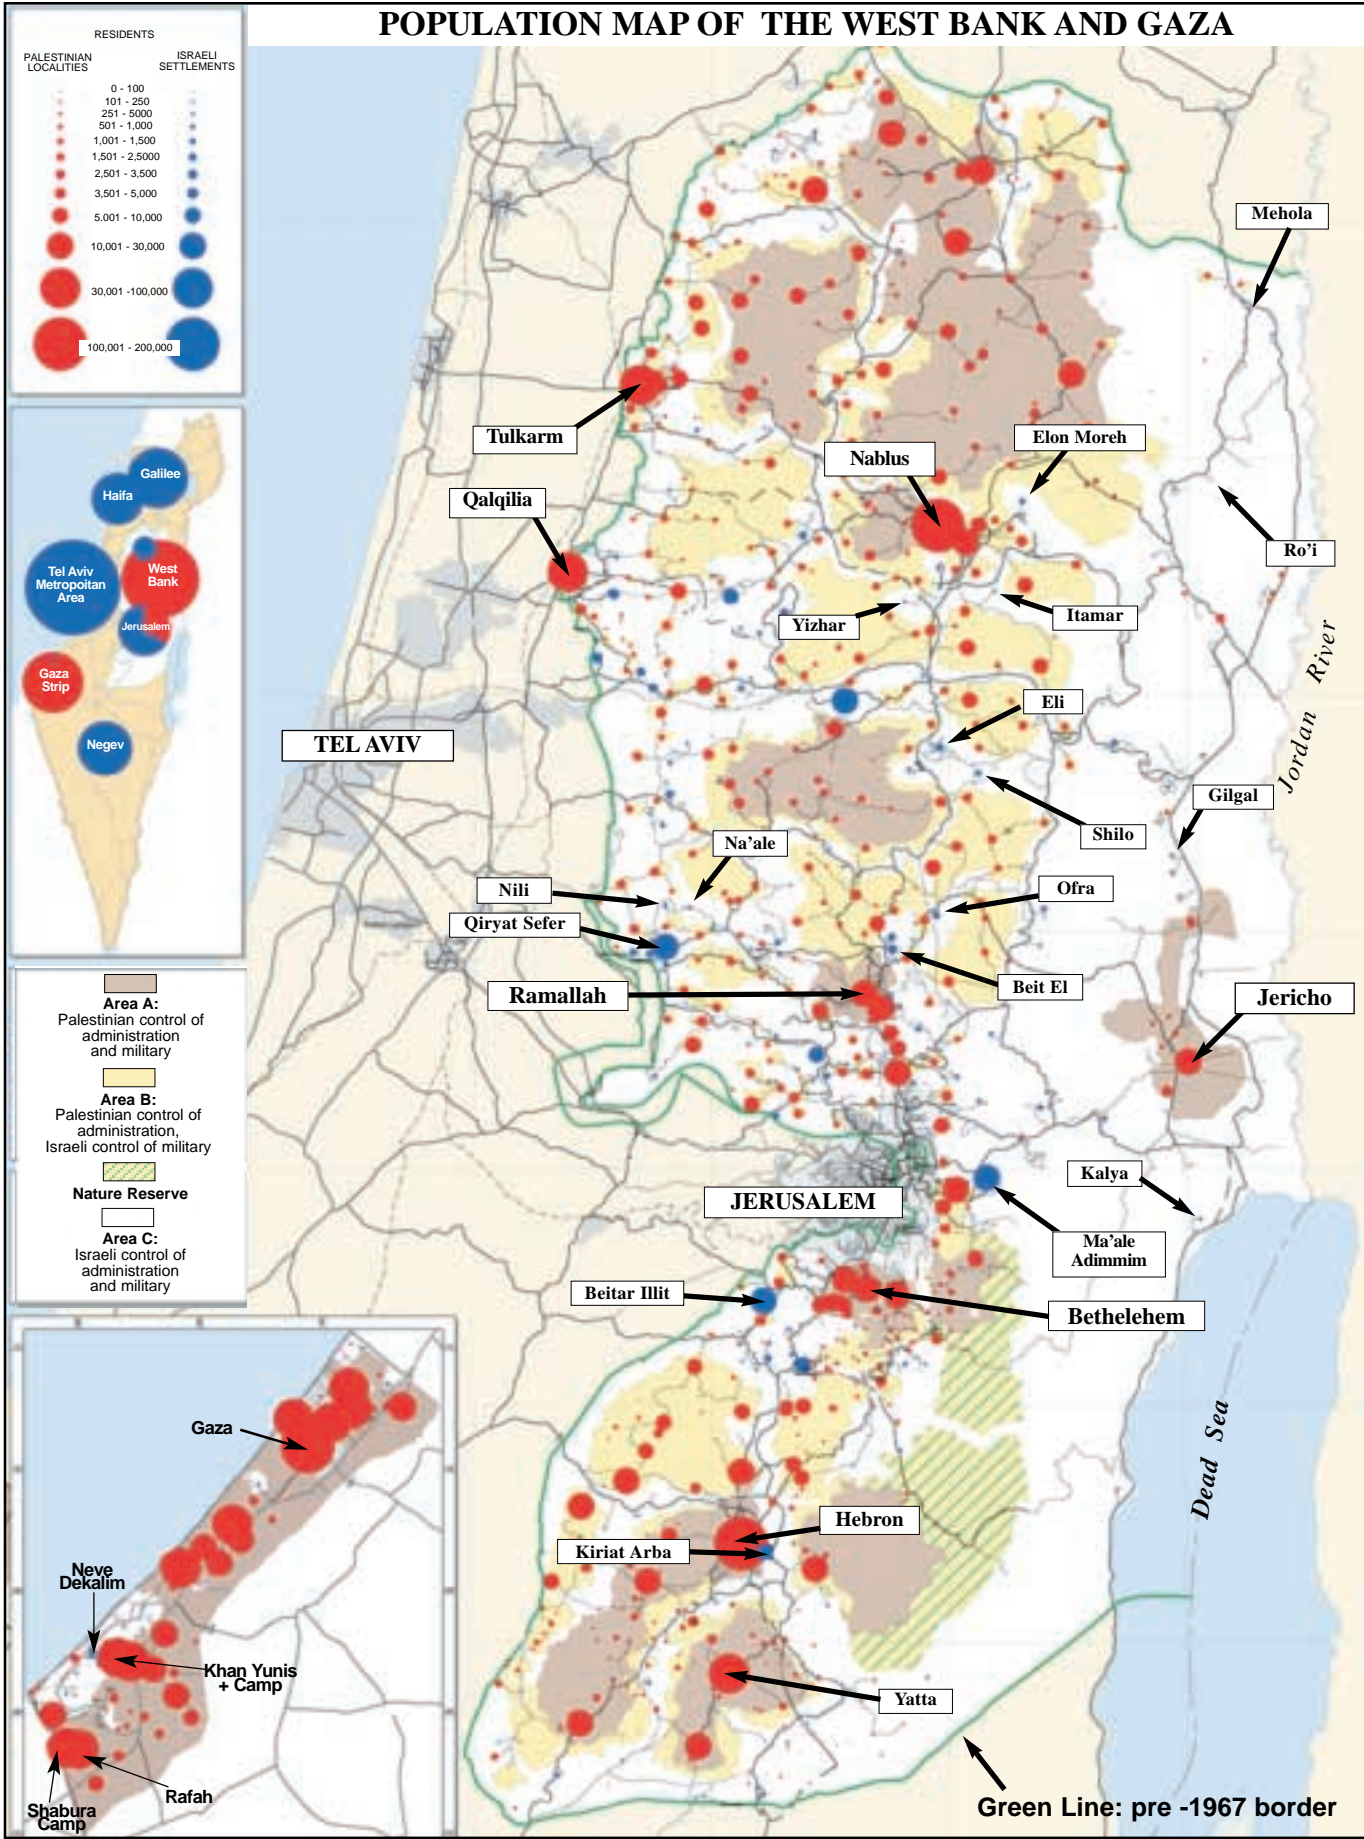 POPULATION MAP OF THE WEST BANK AND GAZA
RESIDENTS
PALESTINIAN
LOCALITIES
ISRAELI
SETTLEMENTS
0 - 100
101 - 250
251 - 5000
501 - 1,000
1,001 - 1,500
1,501 - 2,5000
2,501 - 3,500
3,501 - 5,000
5.001 - 10,000
10,001 - 30,000
30,001 -100,000
100,001 - 200,000
Galilee
Haifa
Tel Aviv
Metropoitan
Area
West
Bank
Jerusalem
Gaza
Strip
Negev
Area A:
Palestinian control of
administration
and military
Area B:
Palestinian control of
administration,
Israeli control of military
Nature Reserve
Area C:
Israeli control of
administration
and military
Mehola
Tulkarm
Elon Moreh
Nablus
Qalqilia
Ro'i
Itamar
Yizhar
Jordan River
Eli
TEL AVIV
Gilgal
Shilo
Na'ale
Nili
Ofra
Qiryat Sefer
Beit El
Ramallah
Jericho
Kalya
JERUSALEM
Ma'ale
Adimmim
Beitar Illit
Bethelehem
Dead Sea
Hebron
Kiriat Arba
Yatta
Green Line: pre -1967 border
Gaza
Neve
Dekalim
Khan Yunis
+ Camp
Rafah
Shabura
Camp